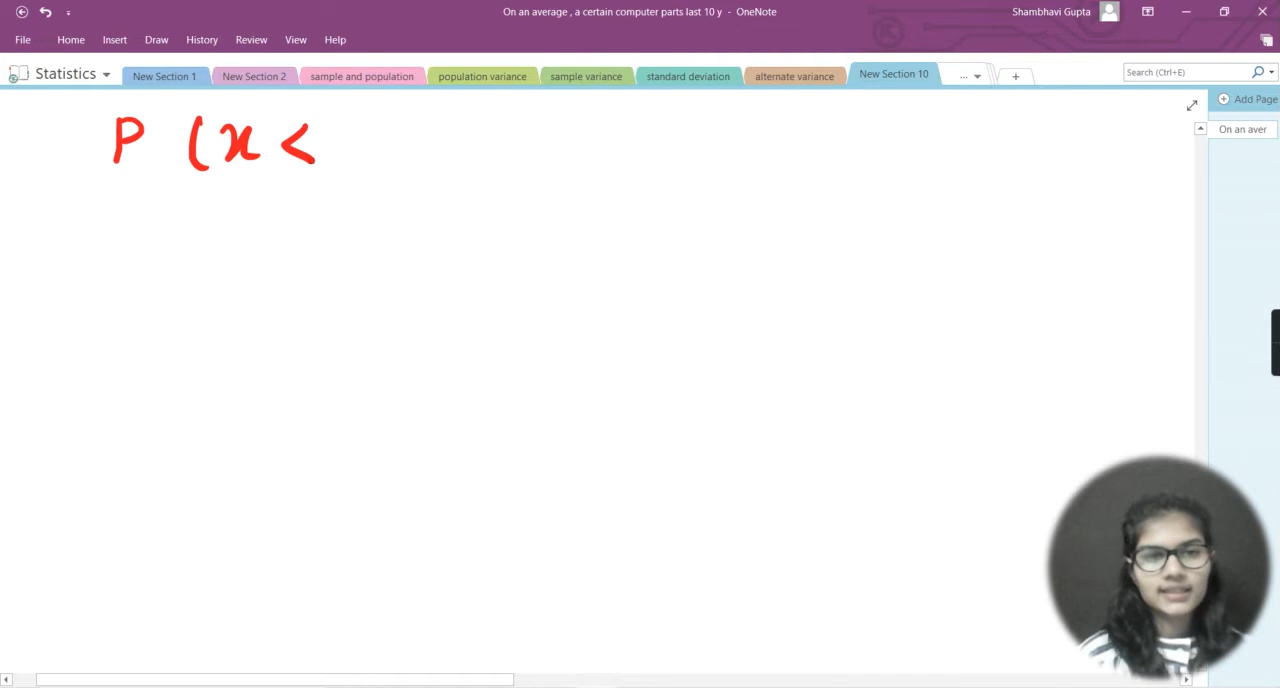 On an average , a certain computer parts last 10 y - OneNote
Shambhavi Gupta
File Home Insert Draw History Review View Help
Statistics
New Section 1
New Section 2
sample and population
population variance
sample variance
standard deviation
alternate variance
New Section 10
...
Search (Ctrl+E)
Add Page
On an aver
P (x <